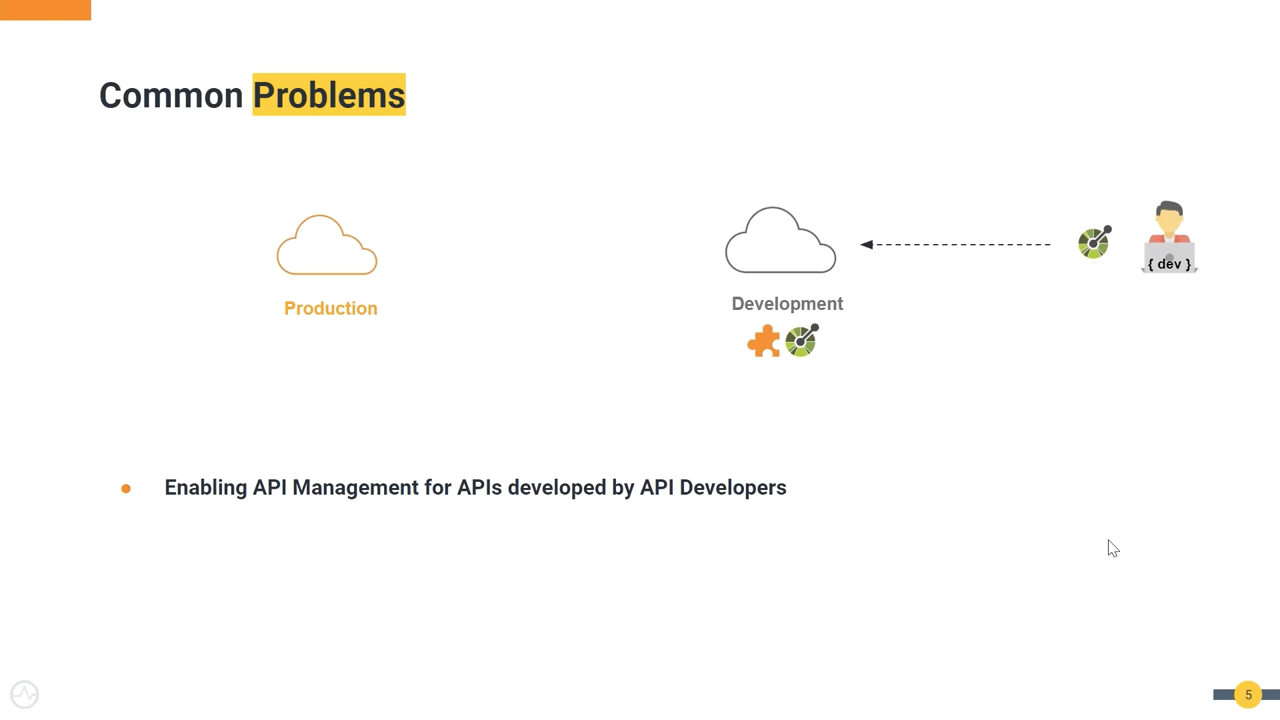 Common Problems
{ dev }
Production
Development
Enabling API Management for APIs developed by API Developers
5